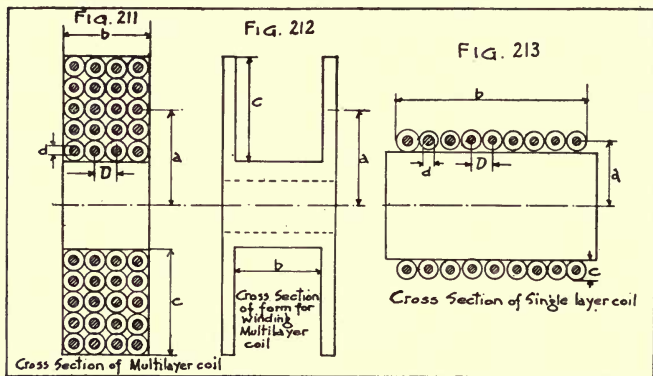 FIG. 211
b
d
D
a
c
Cross Section of Multilayer coil
FIG. 212
c
a
b
Cross Section
of form for
winding
Multilayer
coil
FIG. 213
b
d
D
a
c
Cross Section of Single layer coil